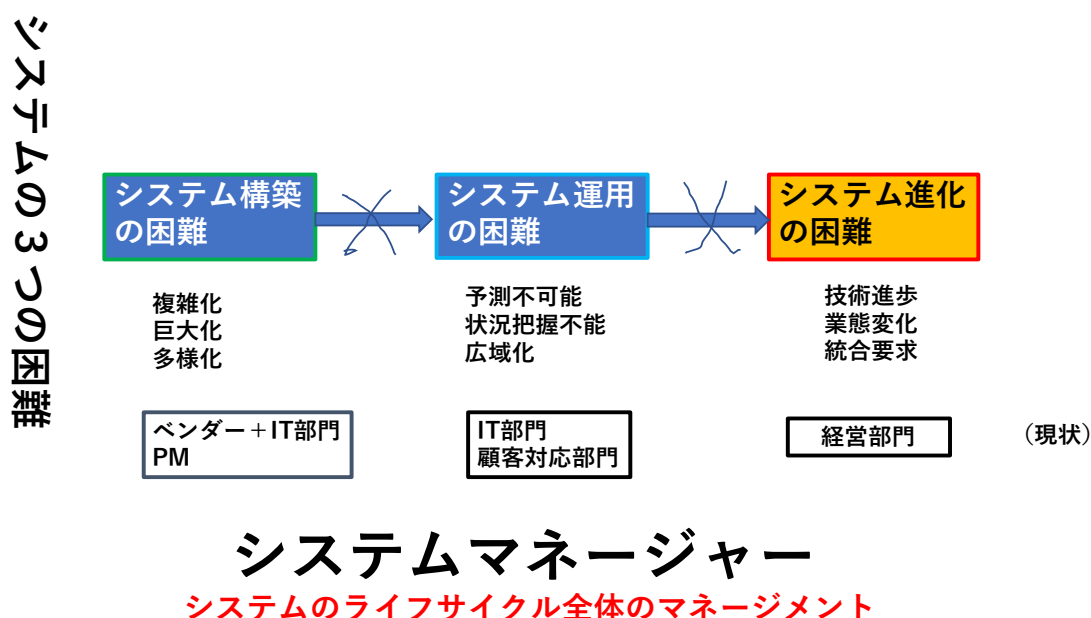 システムの３つの困難
システム構築
の困難
システム運用
の困難
システム進化
の困難
複雑化
巨大化
多様化
予測不可能
状況把握不能
広域化
技術進歩
業態変化
統合要求
ベンダー＋IT部門
PM
IT部門
顧客対応部門
経営部門
（現状）
システムマネージャー
システムのライフサイクル全体のマネージメント